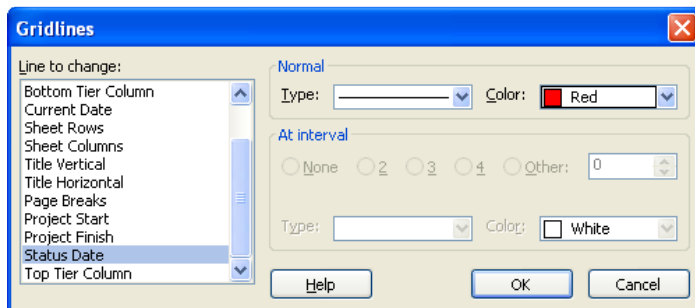 Gridlines
Line to change:
Bottom Tier Column
Current Date
Sheet Rows
Sheet Columns
Title Vertical
Title Horizontal
Page Breaks
Project Start
Project Finish
Status Date
Top Tier Column
Normal
Type: Color: Red
At interval
None 2 3 4 Other: 0
Type: Color: White
Help OK Cancel